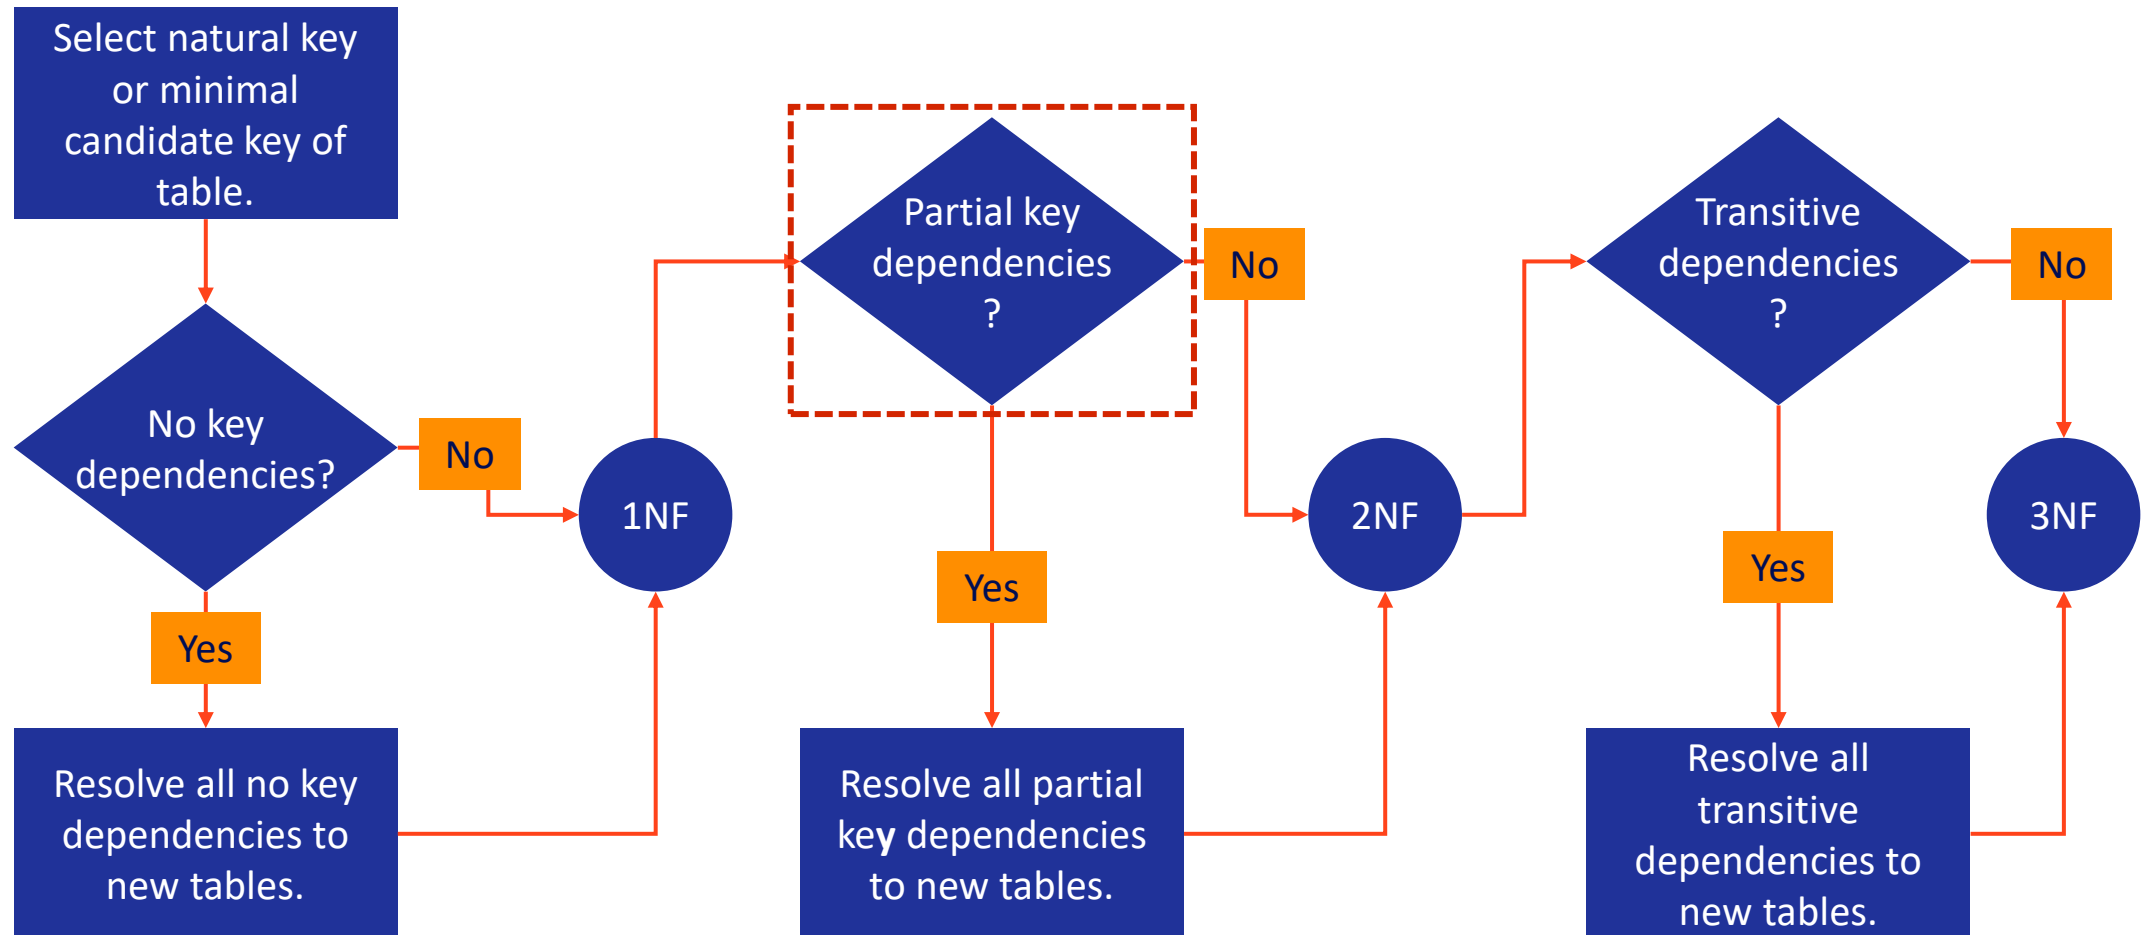 Select natural key
or minimal
candidate key of
table.
No key
dependencies?
No
Yes
Resolve all no key
dependencies to
new tables.
1NF
Partial key
dependencies
?
No
Yes
Resolve all partial
key dependencies
to new tables.
2NF
Transitive
dependencies
?
No
Yes
Resolve all
transitive
dependencies to
new tables.
3NF